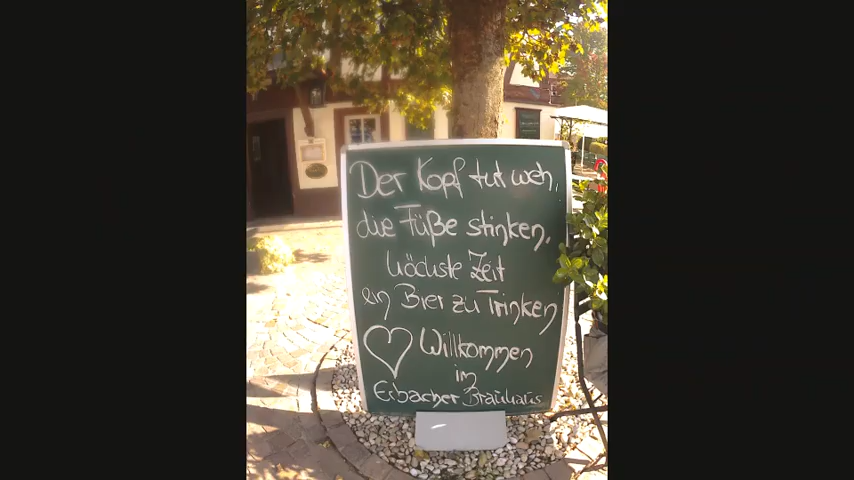 Der Kopf tut weh,
die Füße stinken,
höchste Zeit
ein Bier zu Trinken
Willkommen
im
Erbacher Brauhaus